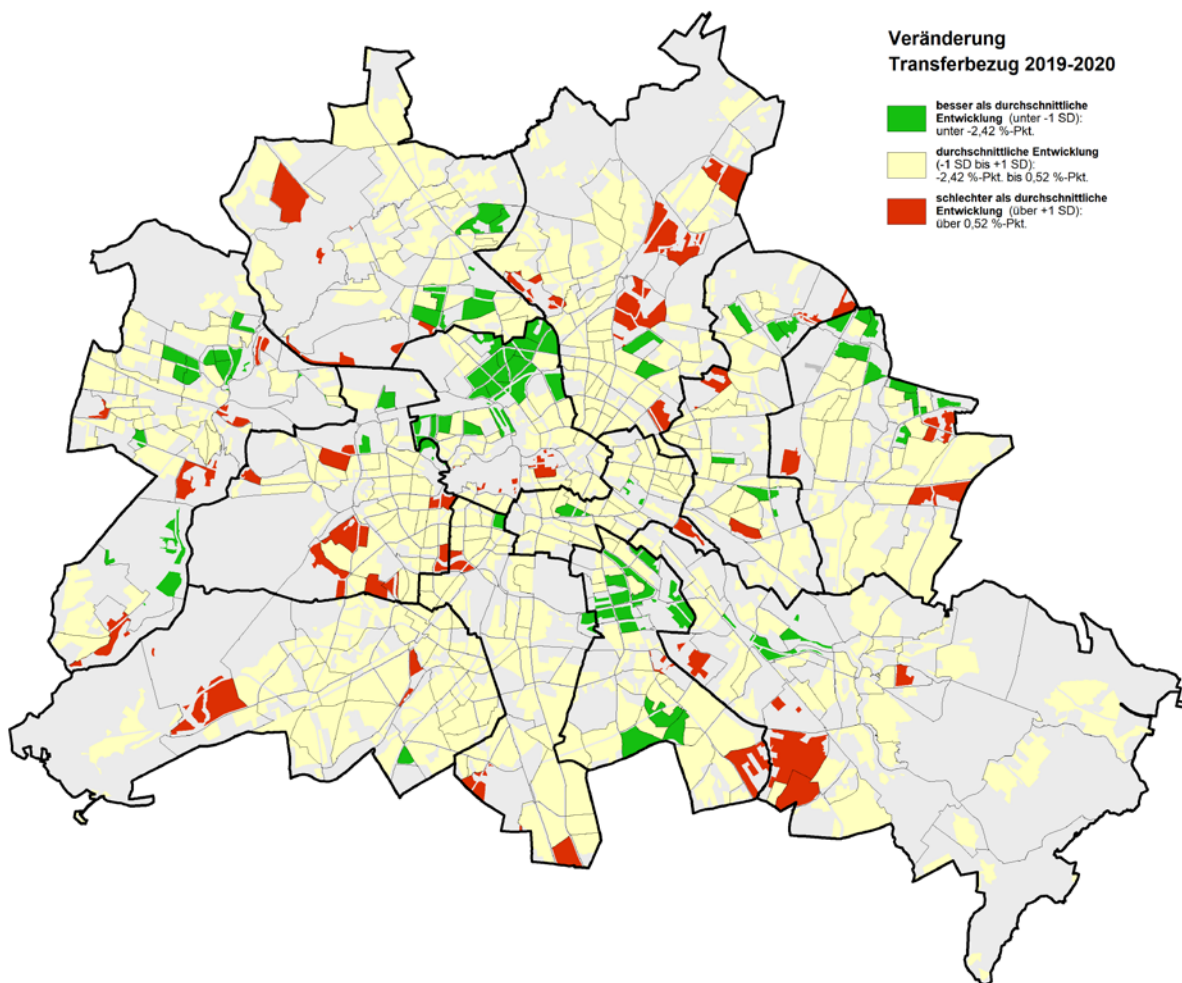 Veränderung
Transferbezug 2019-2020
besser als durchschnittliche
Entwicklung (unter -1 SD):
unter -2,42 %-Pkt.
durchschnittliche Entwicklung
(-1 SD bis +1 SD):
-2,42 %-Pkt. bis 0,52 %-Pkt.
schlechter als durchschnittliche
Entwicklung (über +1 SD):
über 0,52 %-Pkt.